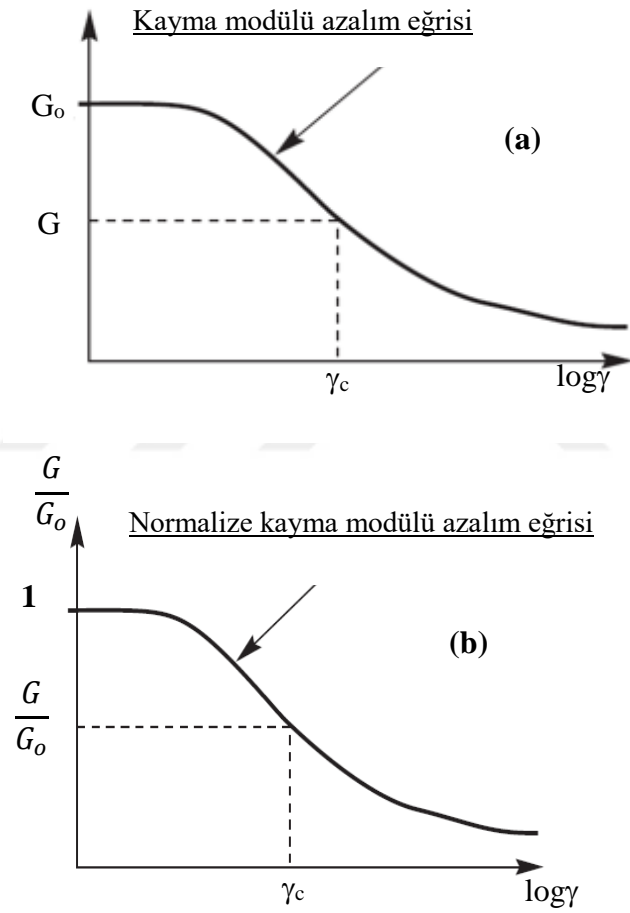 Kayma modülü azalım eğrisi
Gₒ
(a)
G
γc
logγ
G/Gₒ
Normalize kayma modülü azalım eğrisi
1
(b)
G/Gₒ
γc
logγ